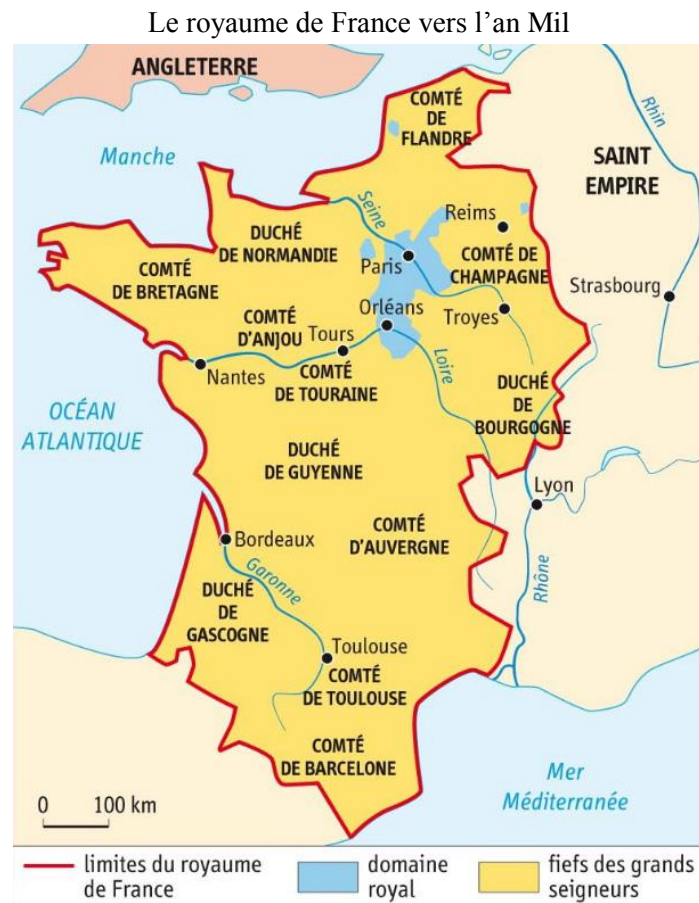 Le royaume de France vers l’an Mil
ANGLETERRE
COMTÉ
DE
FLANDRE
Rhin
Manche
SAINT
EMPIRE
Seine
Reims
DUCHÉ
DE NORMANDIE
Paris
COMTÉ DE
CHAMPAGNE
COMTÉ
DE BRETAGNE
Strasbourg
Orléans
Troyes
COMTÉ
D'ANJOU
Tours
Loire
Nantes
COMTÉ
DE TOURAINE
DUCHÉ
DE
BOURGOGNE
OCÉAN
ATLANTIQUE
DUCHÉ
DE GUYENNE
Lyon
COMTÉ
D'AUVERGNE
Bordeaux
Garonne
Rhône
DUCHÉ
DE
GASCOGNE
Toulouse
COMTÉ
DE TOULOUSE
COMTÉ
DE BARCELONE
Mer
Méditerranée
0 100 km
limites du royaume
de France
domaine
royal
fiefs des grands
seigneurs